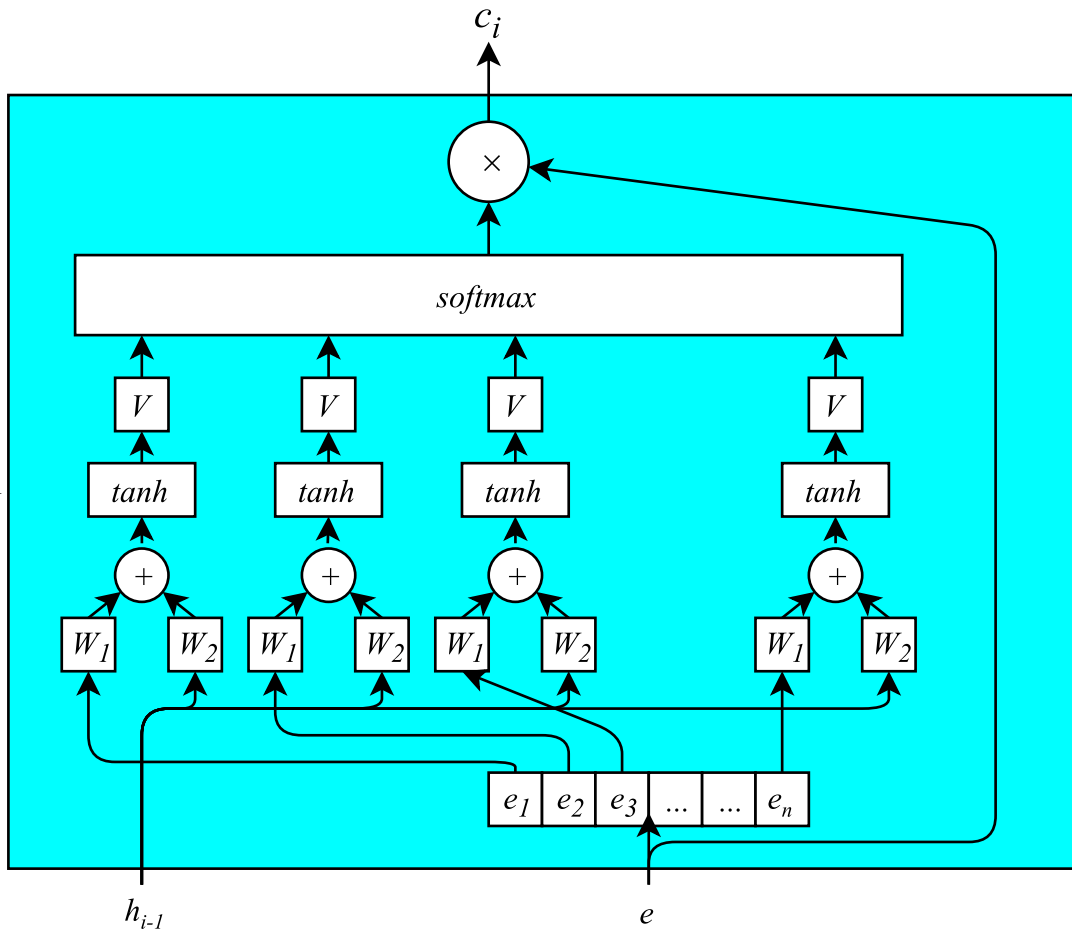 c_i
×
softmax
V V V V
tanh tanh tanh tanh
+ + + +
W_1 W_2 W_1 W_2 W_1 W_2 W_1 W_2
e_1 e_2 e_3 ... ... e_n
h_{i-1} e